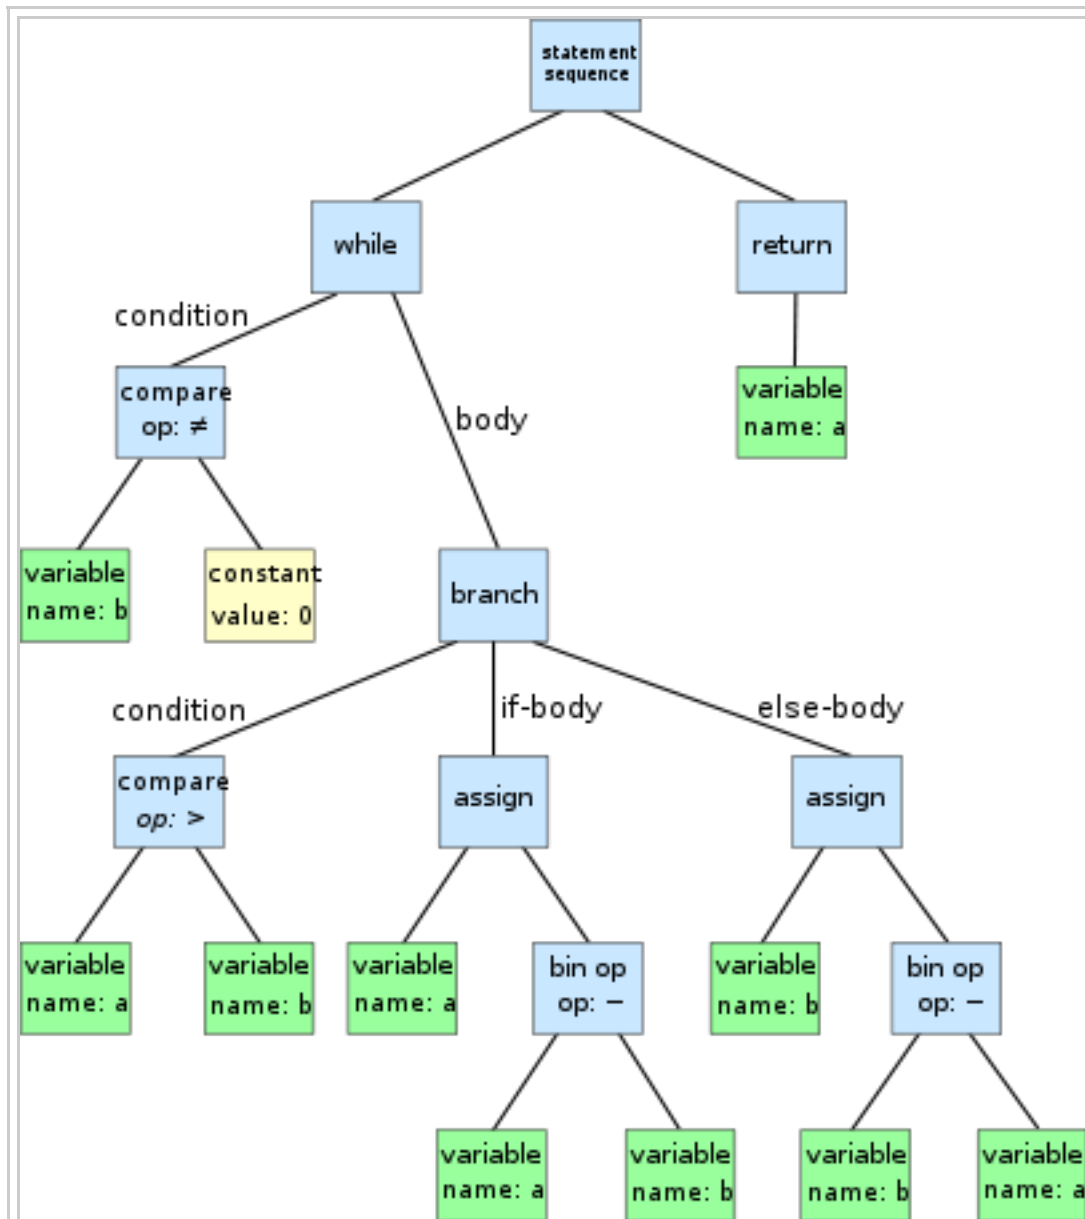 statement
sequence
while
return
condition
compare
op: ≠
body
variable
name: a
variable
name: b
constant
value: 0
branch
condition
if-body
else-body
compare
op: >
assign
assign
variable
name: a
variable
name: b
variable
name: a
bin op
op: −
variable
name: b
bin op
op: −
variable
name: a
variable
name: b
variable
name: b
variable
name: a